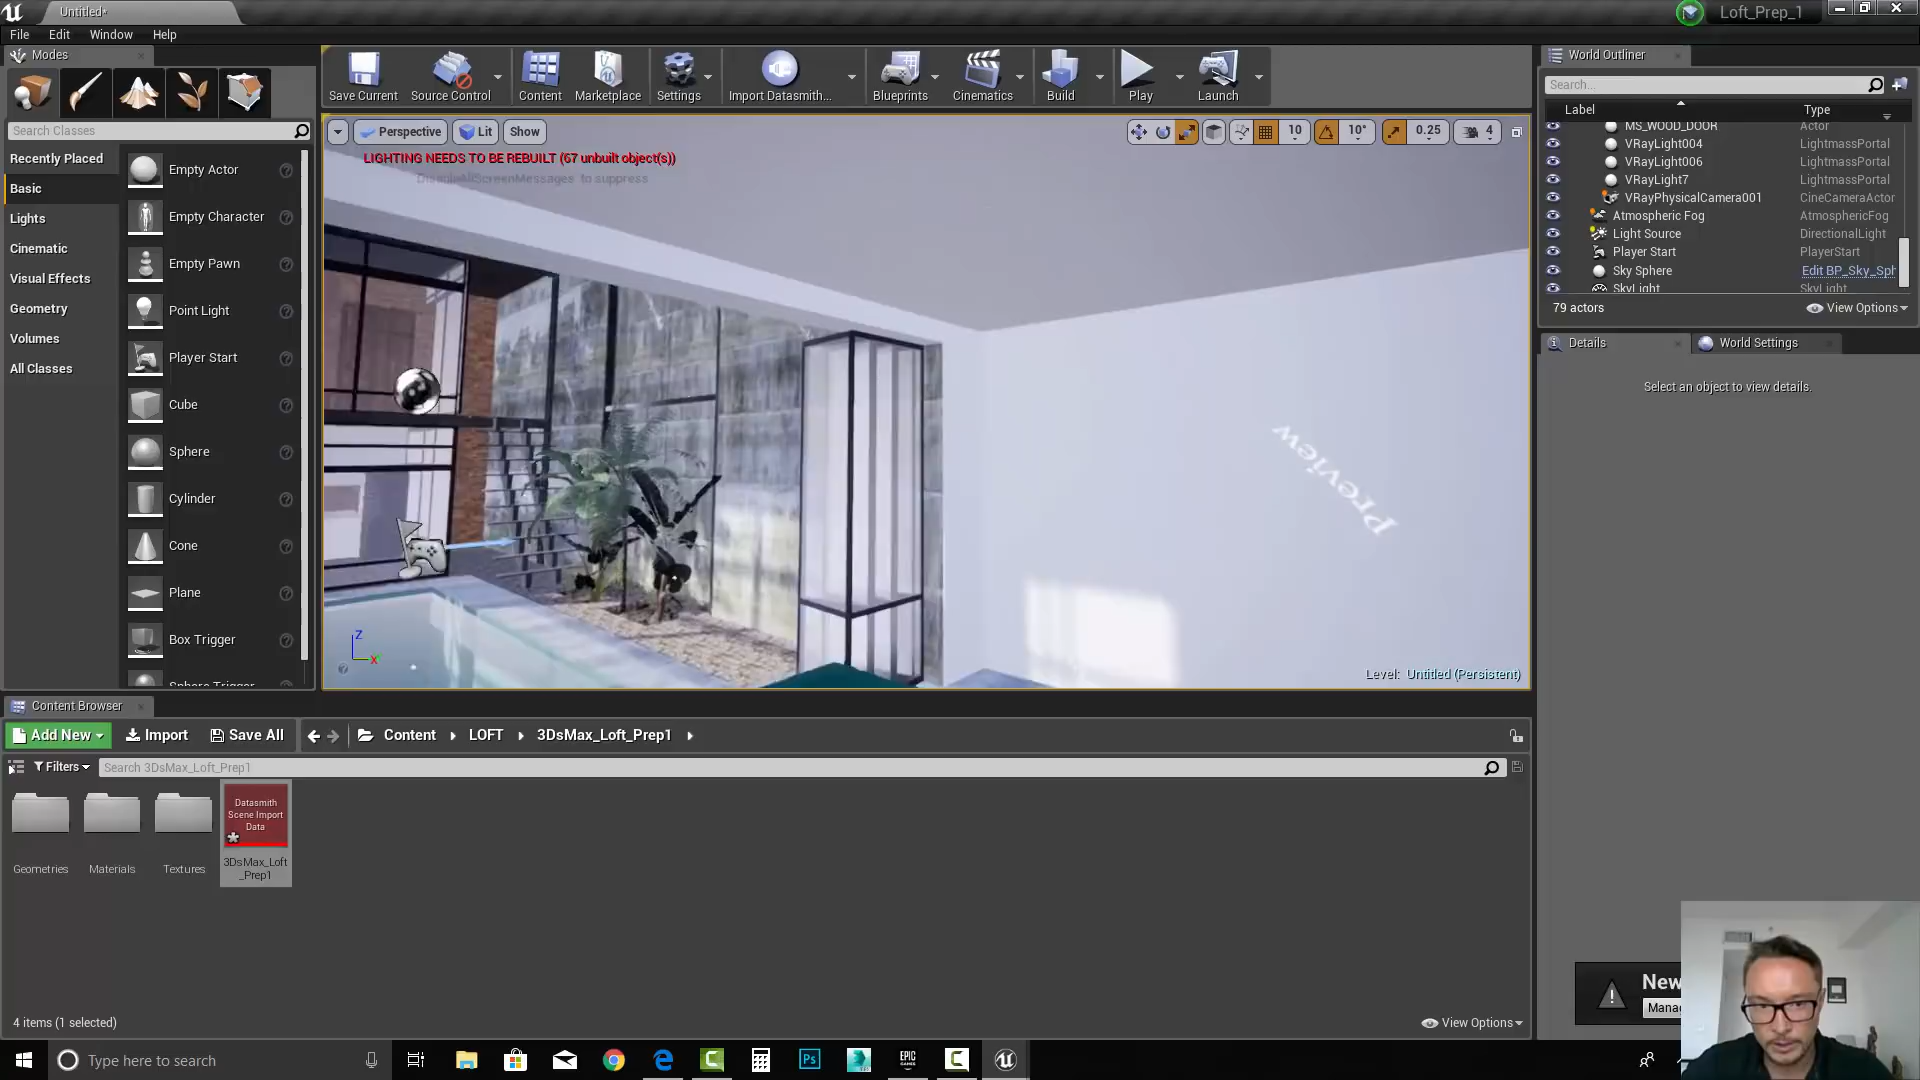 Untitled*
Loft_Prep_1
File Edit Window Help
Modes
Search Classes
Recently Placed
Basic
Lights
Cinematic
Visual Effects
Geometry
Volumes
All Classes
Empty Actor
Empty Character
Empty Pawn
Point Light
Player Start
Cube
Sphere
Cylinder
Cone
Plane
Box Trigger
Sphere Trigger
Save Current
Source Control
Content
Marketplace
Settings
Import Datasmith...
Blueprints
Cinematics
Build
Play
Launch
Perspective Lit Show
10 10° 0.25 4
LIGHTING NEEDS TO BE REBUILT (67 unbuilt object(s))
'DisableAllScreenMessages' to suppress
Preview
Z
X
Level: Untitled (Persistent)
World Outliner
Search...
Label Type
MS_WOOD_DOOR Actor
VRayLight004 LightmassPortal
VRayLight006 LightmassPortal
VRayLight7 LightmassPortal
VRayPhysicalCamera001 CineCameraActor
Atmospheric Fog AtmosphericFog
Light Source DirectionalLight
Player Start PlayerStart
Sky Sphere Edit BP_Sky_Sph
SkyLight SkyLight
79 actors View Options
Details World Settings
Select an object to view details.
Content Browser
Add New Import Save All Content LOFT 3DsMax_Loft_Prep1
Filters Search 3DsMax_Loft_Prep1
Datasmith
Scene Import
Data
Geometries
Materials
Textures
3DsMax_Loft
_Prep1
4 items (1 selected) View Options
New
Mana
Type here to search
Ps
EPIC
GAMES